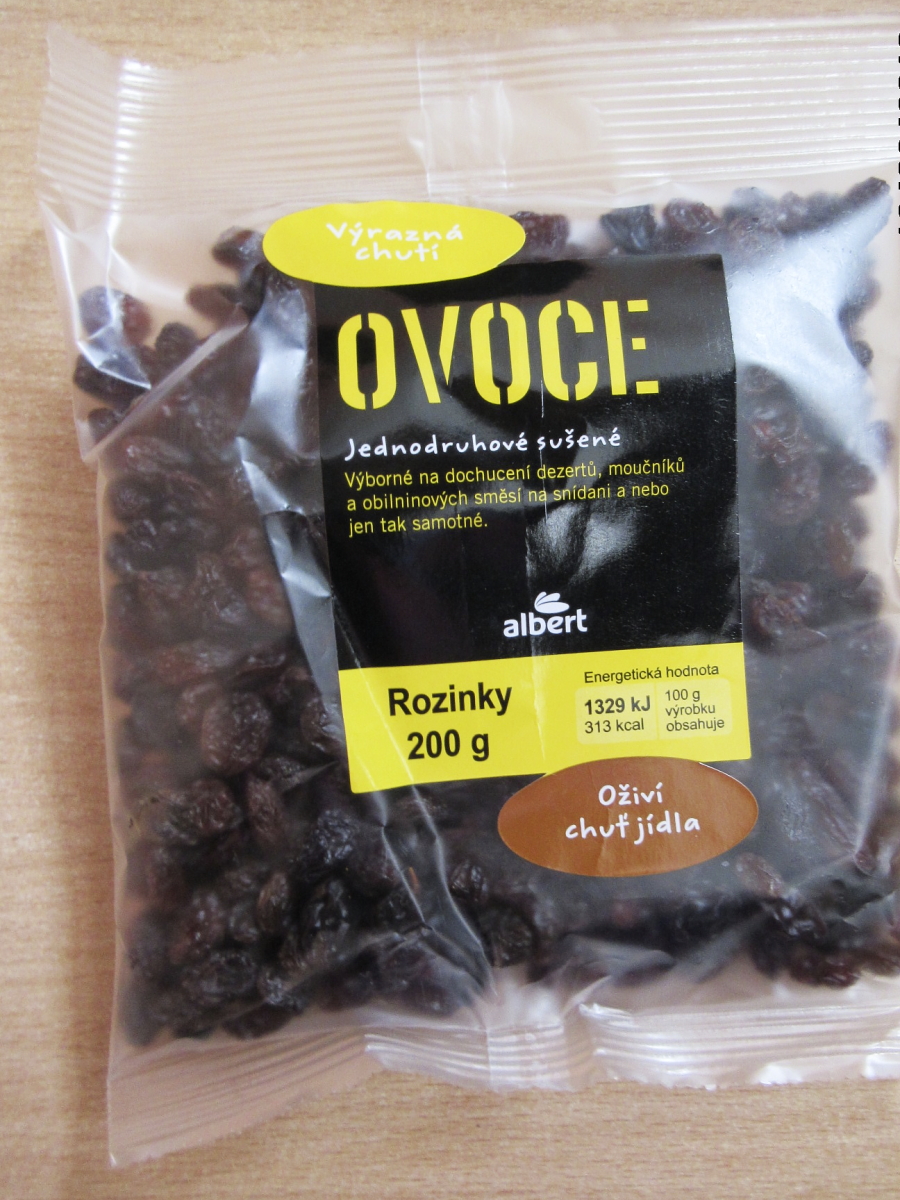 Výrazná
chutí
OVOCE
Jednodruhové sušené
Výborné na dochucení dezertů, moučníků
a obilninových směsí na snídani a nebo
jen tak samotné.
albert
Rozinky
200 g
Energetická hodnota
1329 kJ
313 kcal
100 g
výrobku
obsahuje
Oživí
chuť jídla